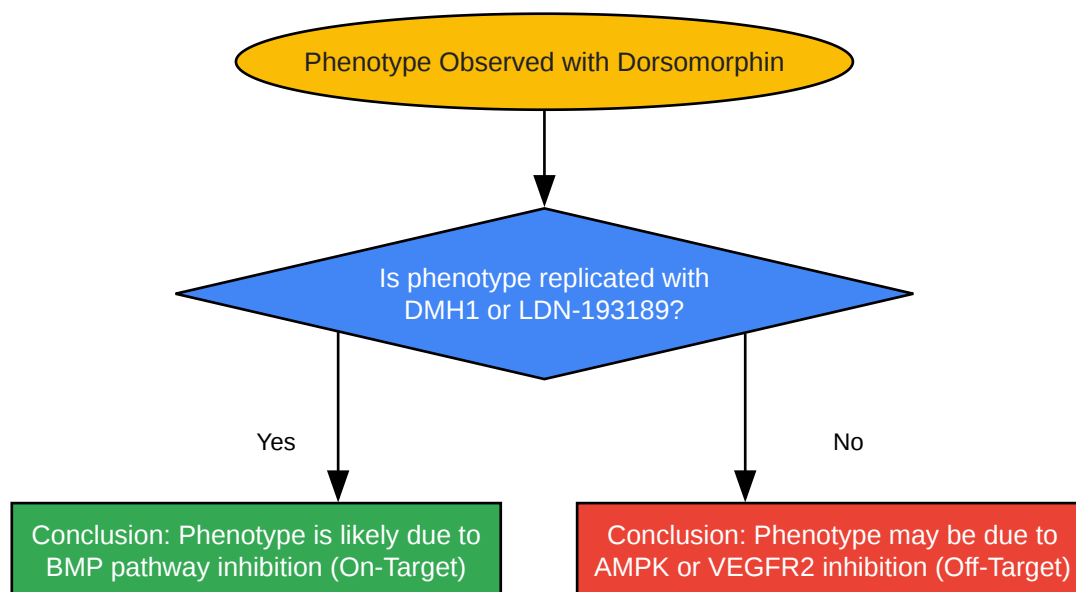 Phenotype Observed with Dorsomorphin
Is phenotype replicated with
DMH1 or LDN-193189?
Yes
No
Conclusion: Phenotype is likely due to
BMP pathway inhibition (On-Target)
Conclusion: Phenotype may be due to
AMPK or VEGFR2 inhibition (Off-Target)